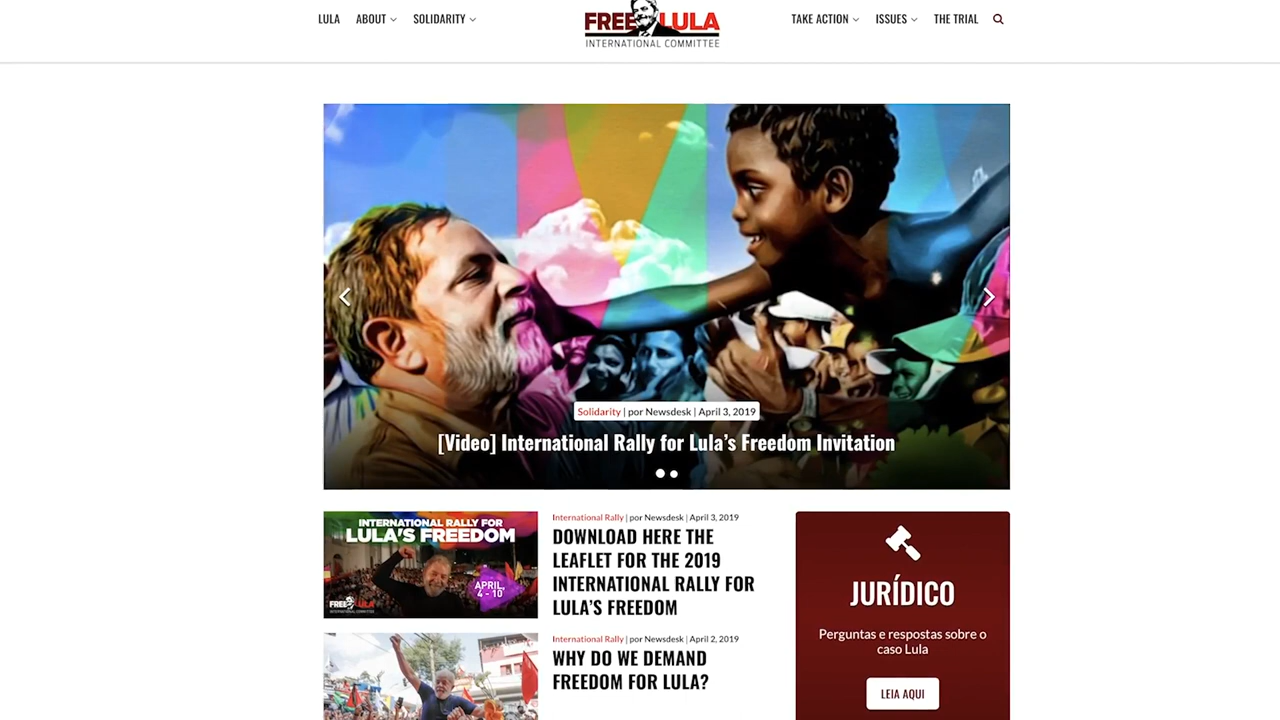 LULA ABOUT SOLIDARITY
FREE LULA
INTERNATIONAL COMMITTEE
TAKE ACTION ISSUES THE TRIAL
Solidarity | por Newsdesk | April 3, 2019
[Video] International Rally for Lula’s Freedom Invitation
INTERNATIONAL RALLY FOR
LULA'S FREEDOM
APRIL,
4 - 10
FREE LULA
INTERNATIONAL COMMITTEE
International Rally | por Newsdesk | April 3, 2019
DOWNLOAD HERE THE
LEAFLET FOR THE 2019
INTERNATIONAL RALLY FOR
LULA’S FREEDOM
International Rally | por Newsdesk | April 2, 2019
WHY DO WE DEMAND
FREEDOM FOR LULA?
JURÍDICO
Perguntas e respostas sobre o
caso Lula
LEIA AQUI